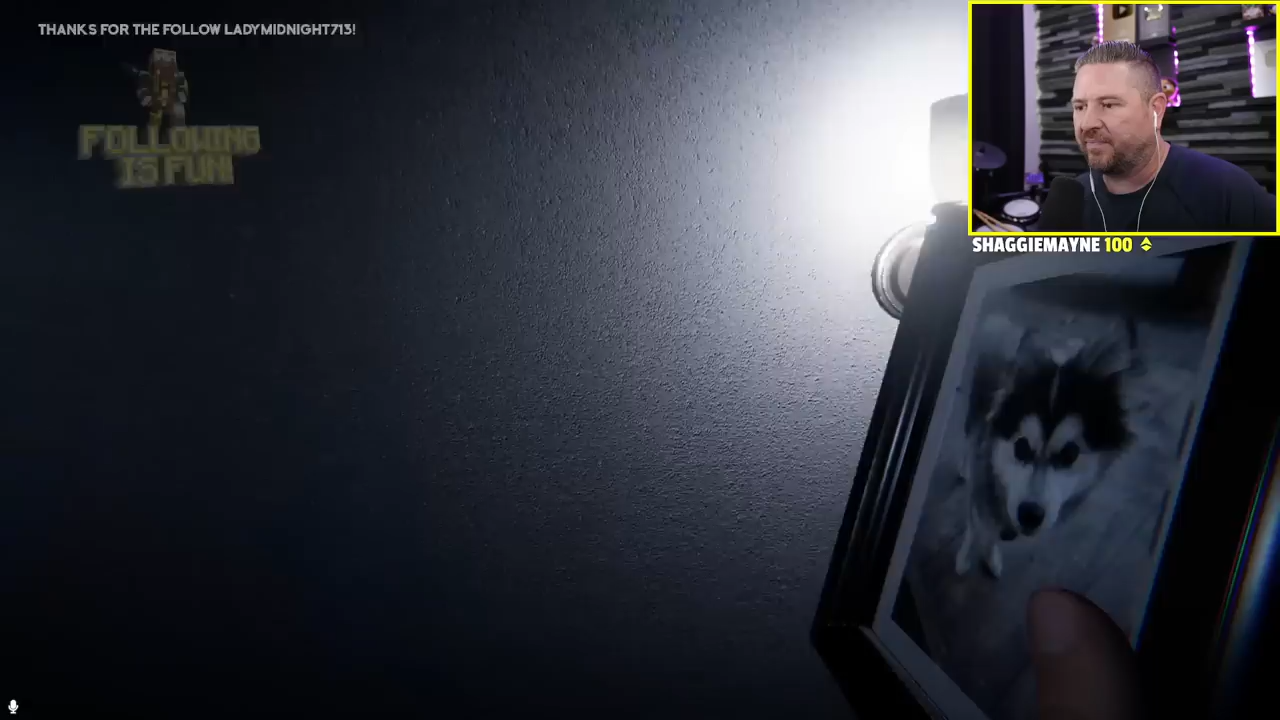 THANKS FOR THE FOLLOW LADYMIDNIGHT713!
FOLLOWING
IS FUN!
SHAGGIEMAYNE 100